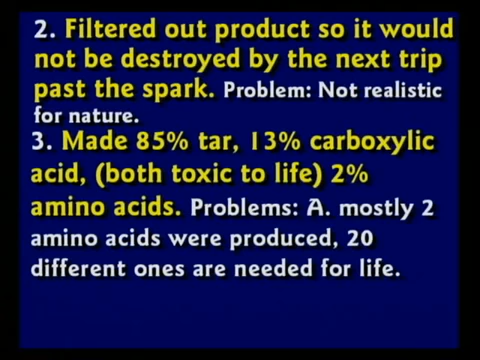 2. Filtered out product so it would
not be destroyed by the next trip
past the spark. Problem: Not realistic
for nature.
3. Made 85% tar, 13% carboxylic
acid, (both toxic to life) 2%
amino acids. Problems: A. mostly 2
amino acids were produced, 20
different ones are needed for life.